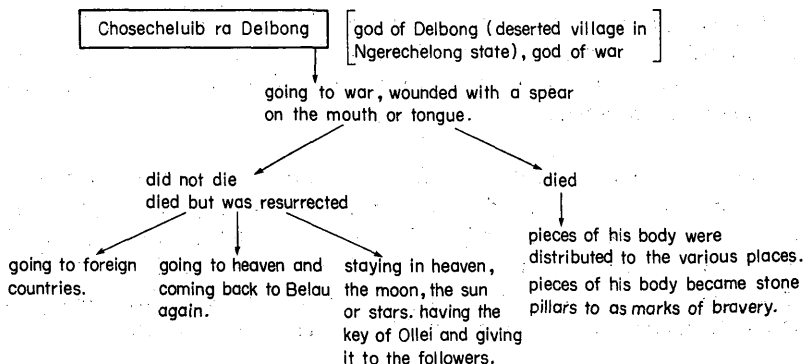 Chosecheluib ra Delbong
god of Delbong (deserted village in
Ngerechelong state), god of war
going to war, wounded with a spear
on the mouth or tongue.
did not die
died but was resurrected
died
going to foreign
countries.
going to heaven and
coming back to Belau
again.
staying in heaven,
the moon, the sun
or stars. having the
key of Ollei and giving
it to the followers.
pieces of his body were
distributed to the various places.
pieces of his body became stone
pillars to as marks of bravery.